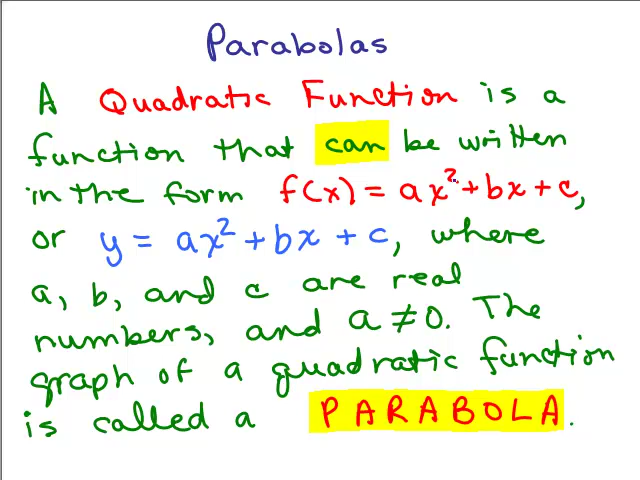 Parabolas
A Quadratic Function is a
function that can be written
in the form f(x) = ax²+bx+c,
or y = ax²+bx+c, where
a, b, and c are real
numbers, and a≠0. The
graph of a quadratic function
is called a PARABOLA.